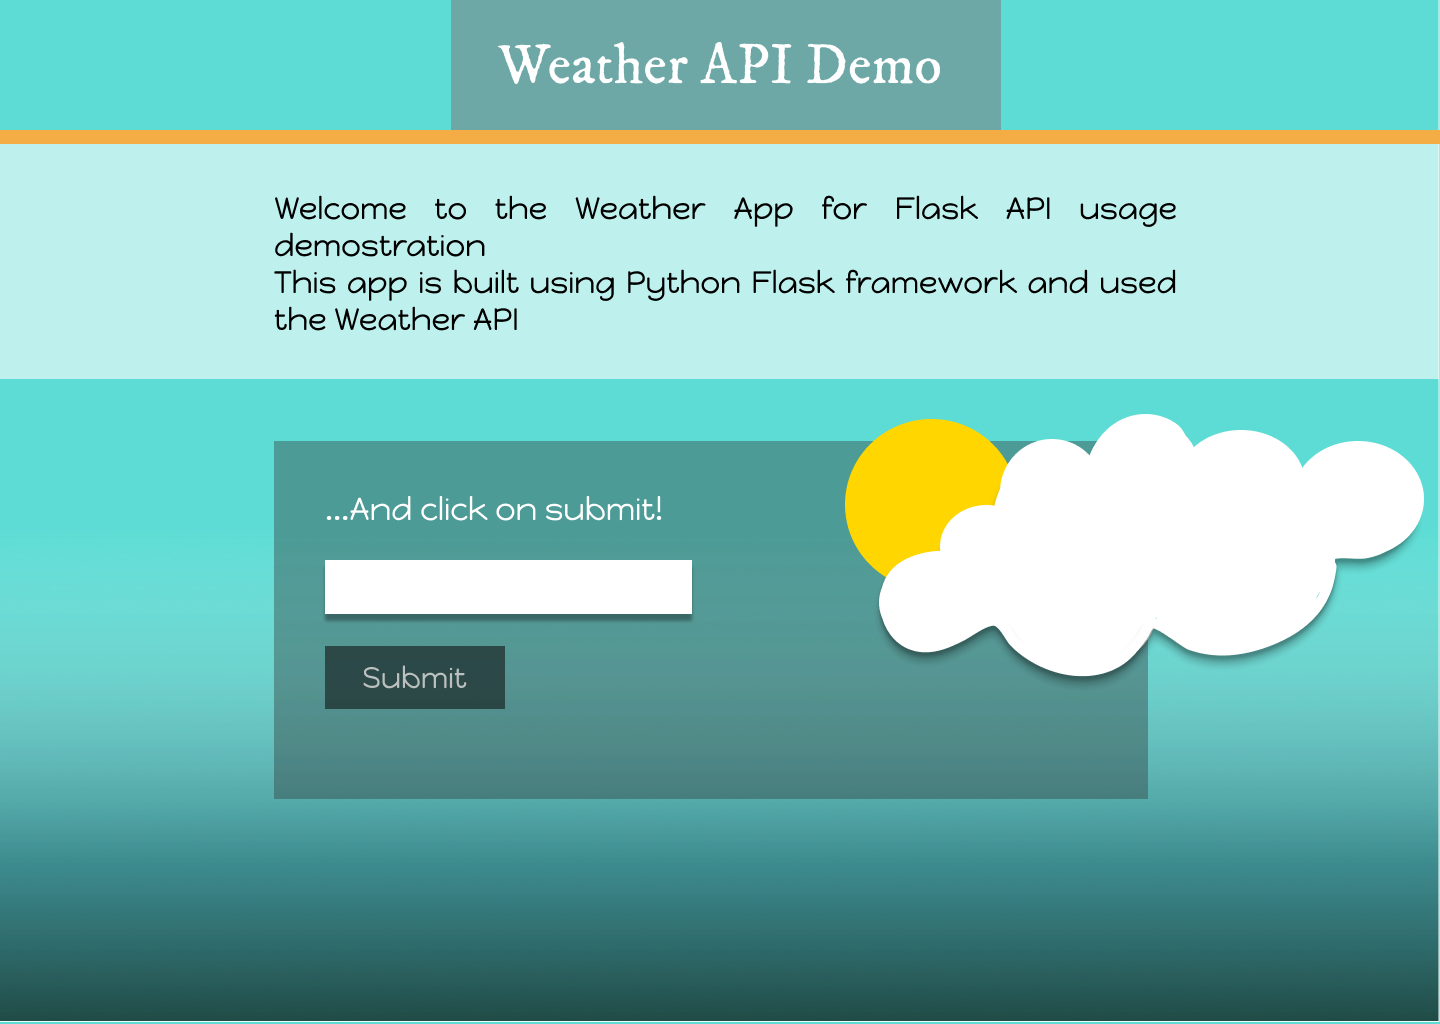 Weather API Demo
Welcome to the Weather App for Flask API usage
demostration
This app is built using Python Flask framework and used
the Weather API
...And click on submit!
Submit